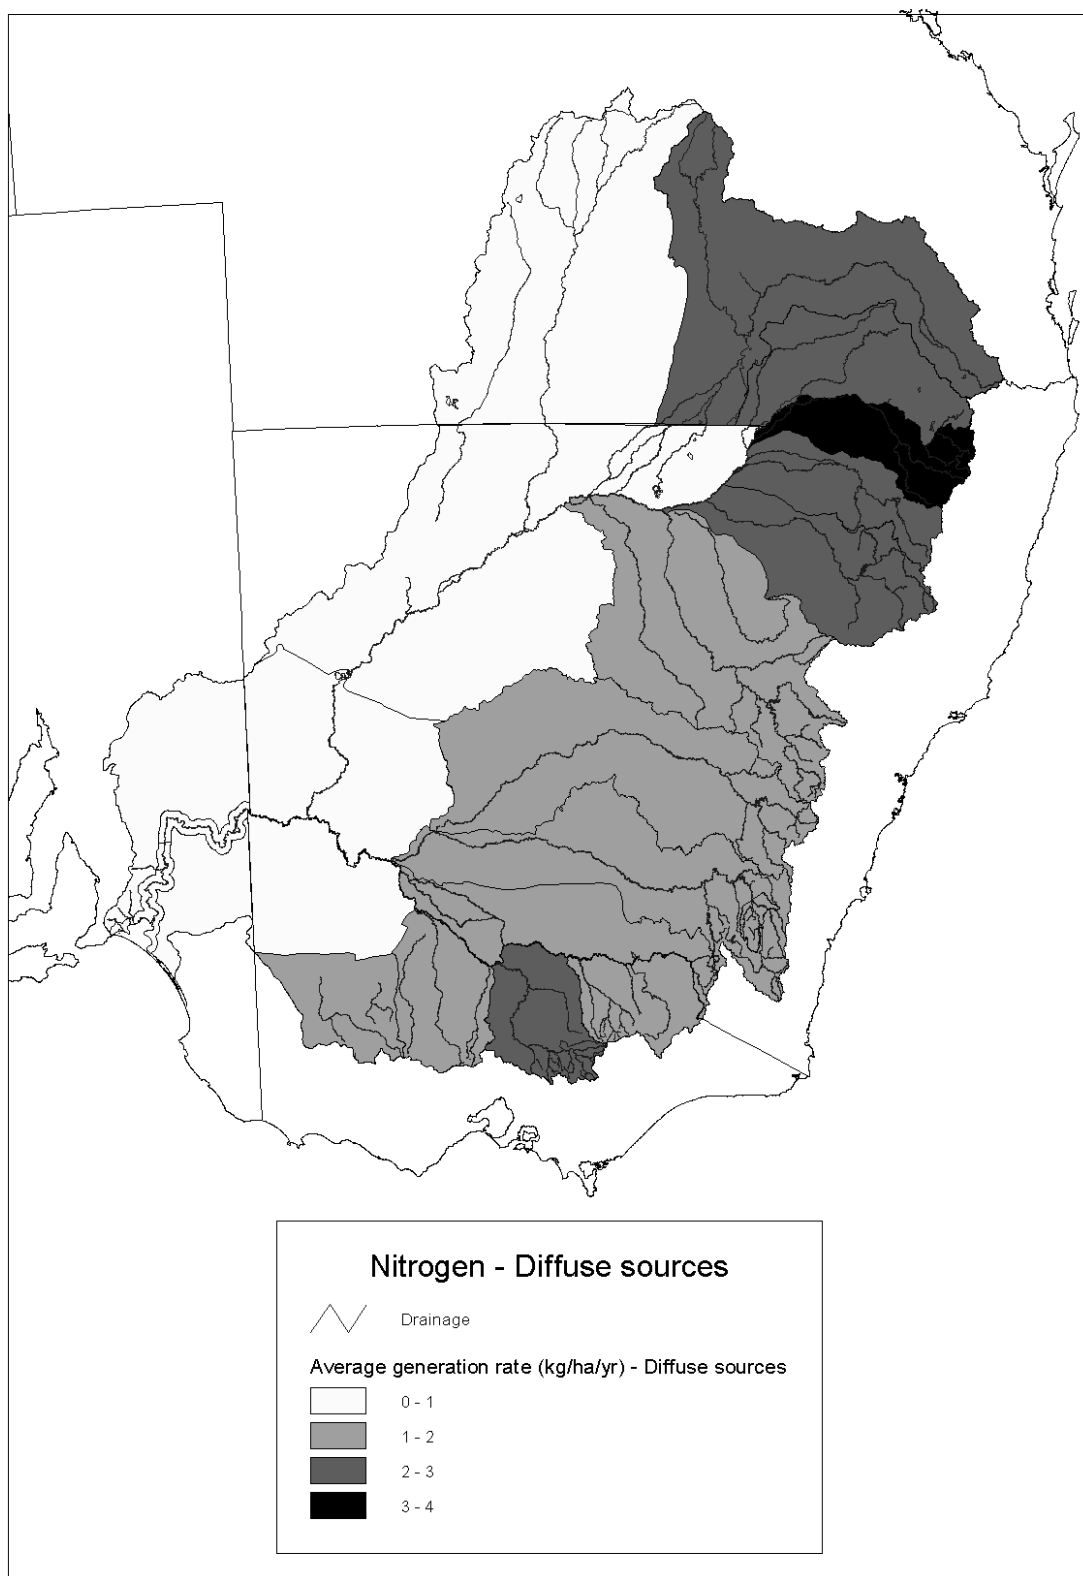 Nitrogen - Diffuse sources
Drainage
Average generation rate (kg/ha/yr) - Diffuse sources
0 - 1
1 - 2
2 - 3
3 - 4